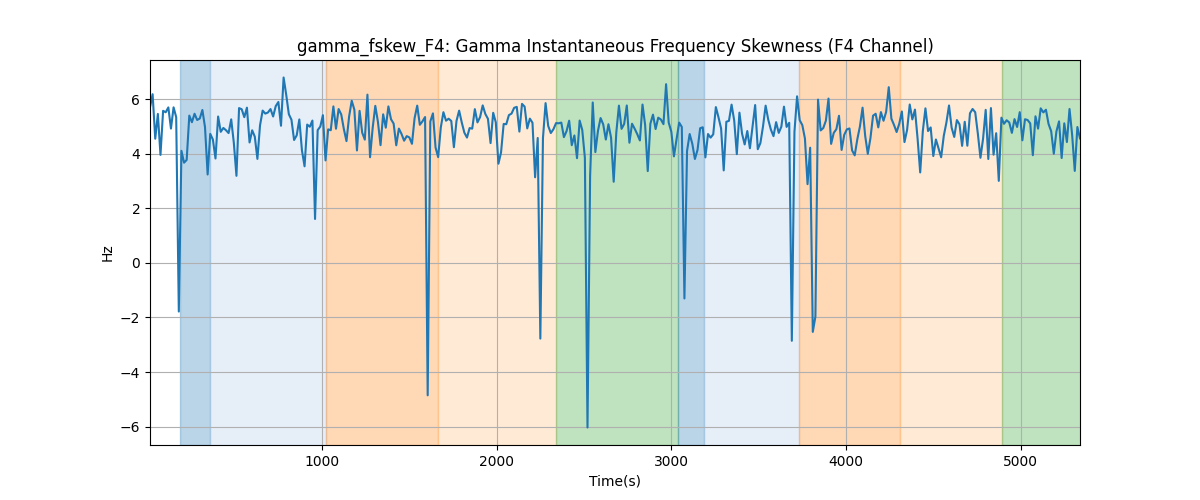 gamma_fskew_F4: Gamma Instantaneous Frequency Skewness (F4 Channel)
6
4
2
0
−2
−4
−6
Hz
1000 2000 3000 4000 5000
Time(s)